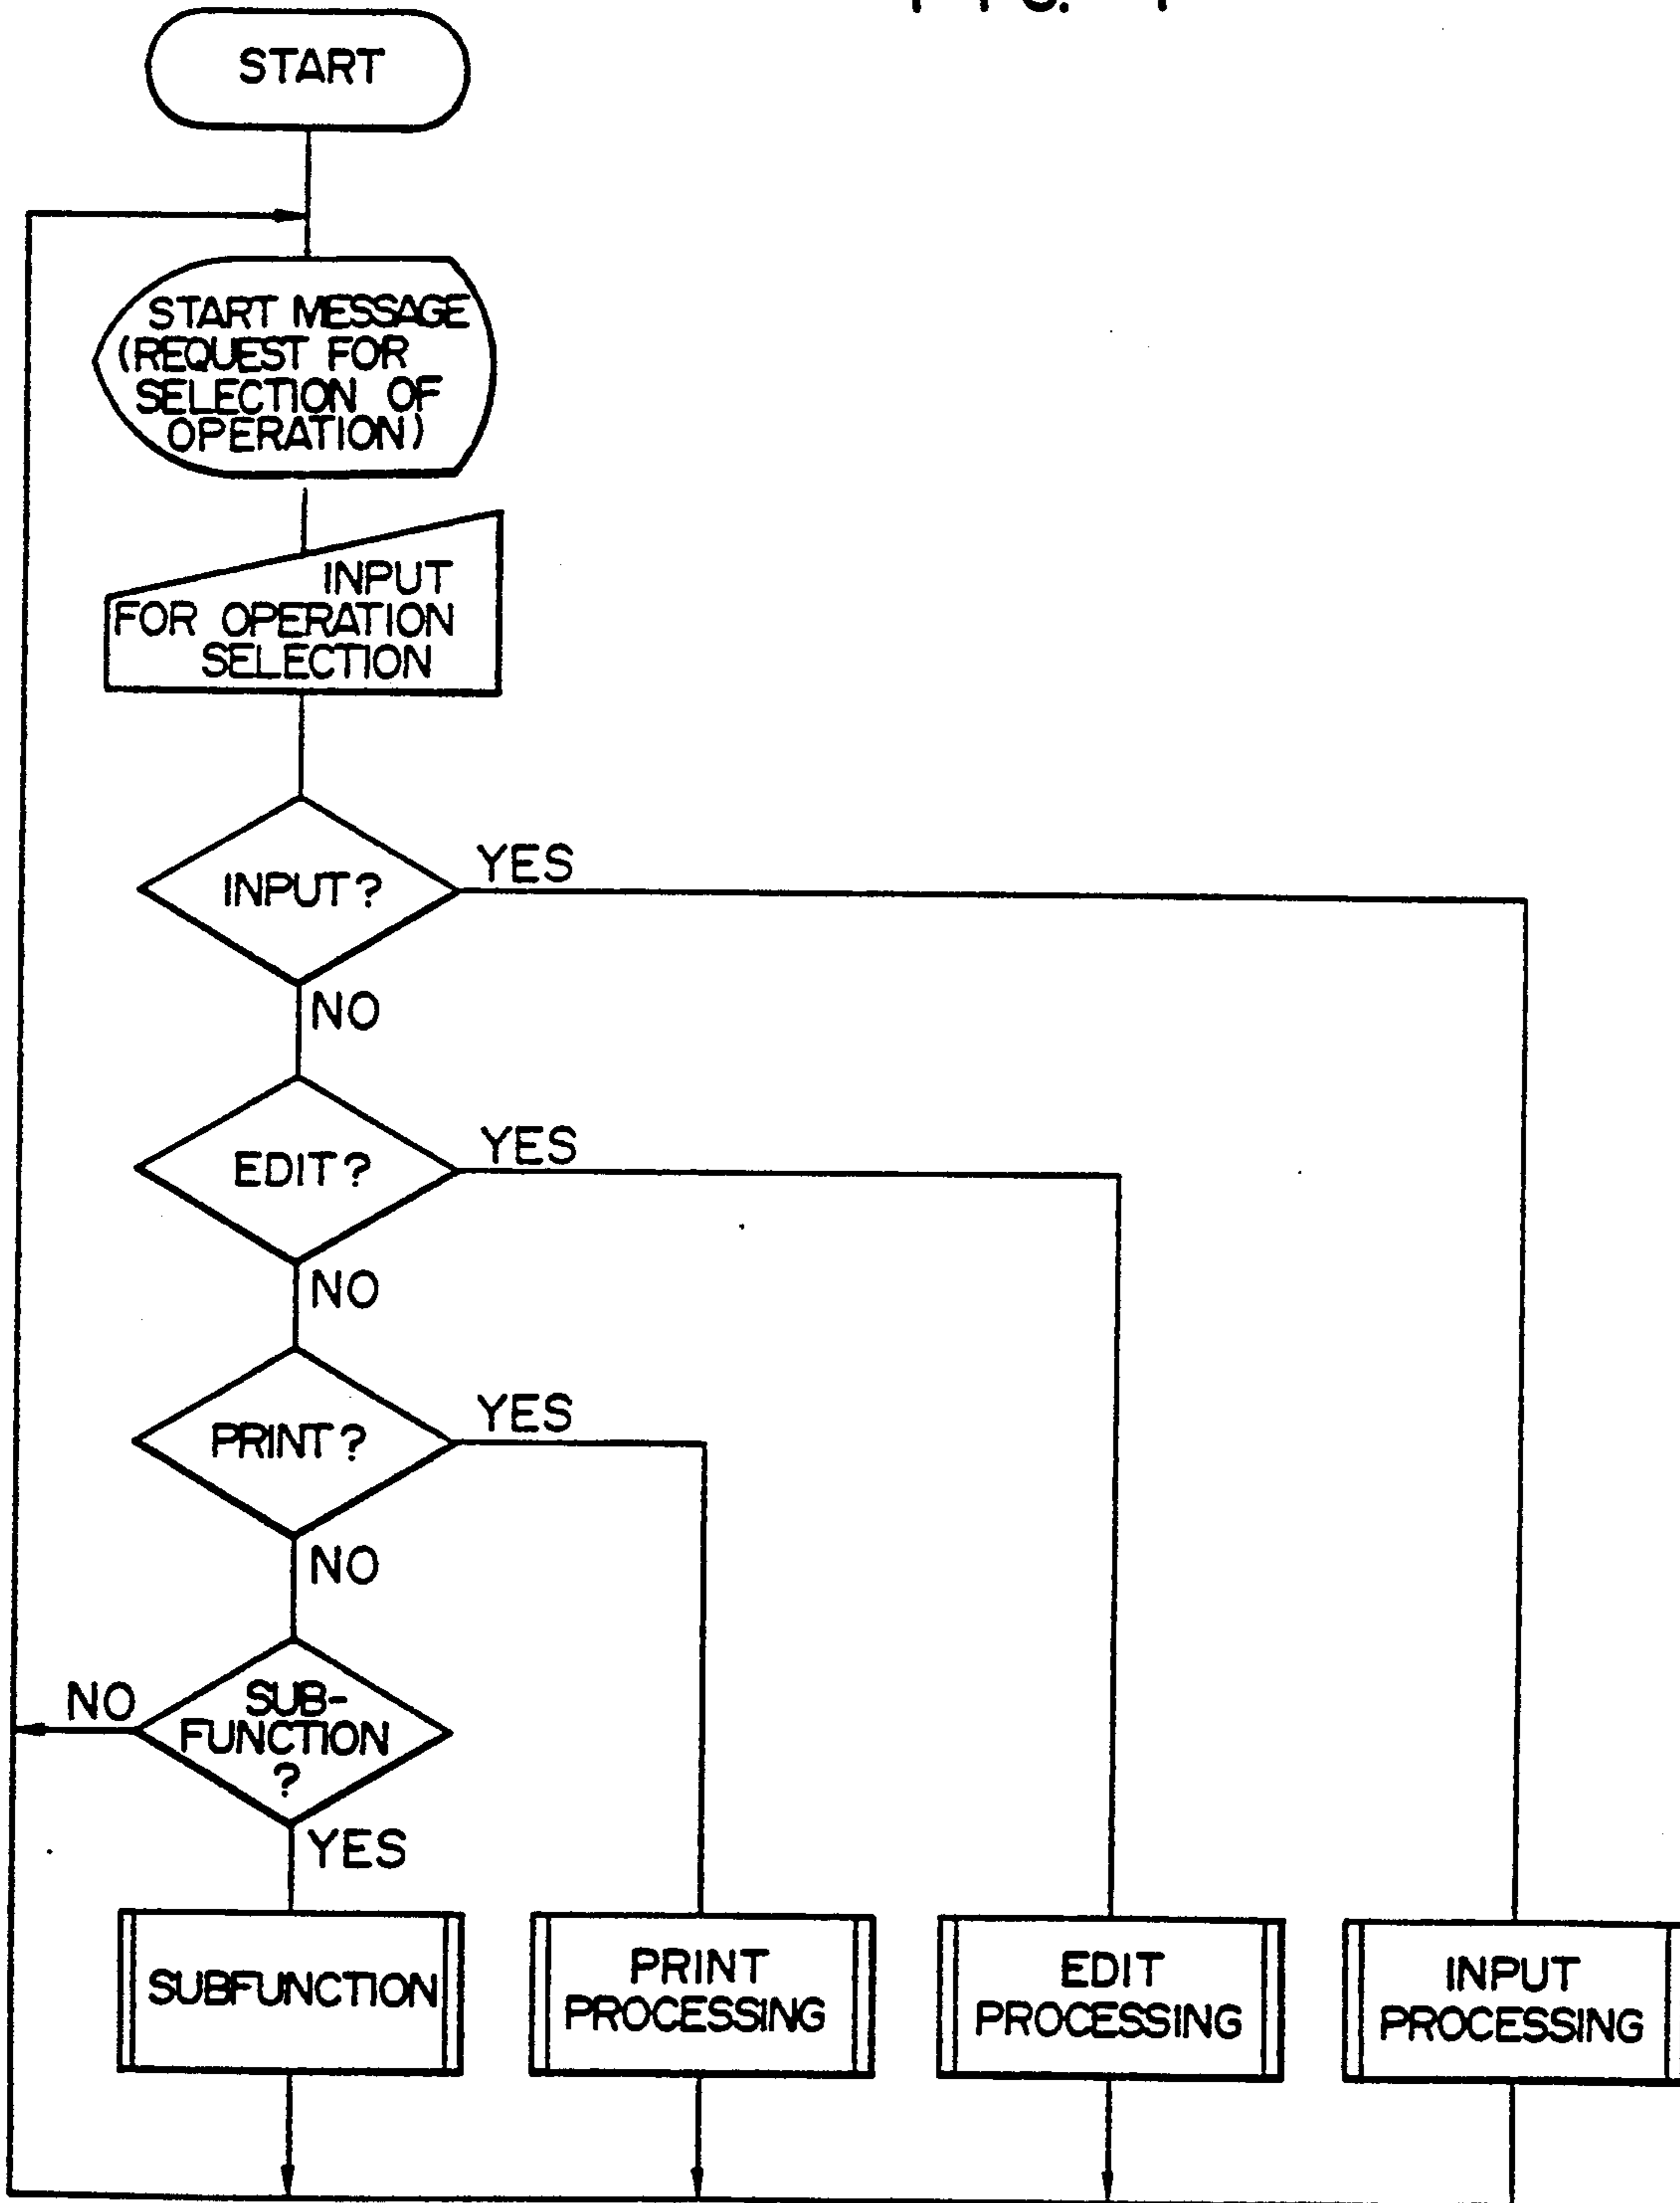 START
START MESSAGE
(REQUEST FOR
SELECTION OF
OPERATION)
INPUT
FOR OPERATION
SELECTION
INPUT?
YES
NO
EDIT?
YES
NO
PRINT?
YES
NO
SUB-
FUNCTION
?
NO
YES
SUBFUNCTION
PRINT
PROCESSING
EDIT
PROCESSING
INPUT
PROCESSING